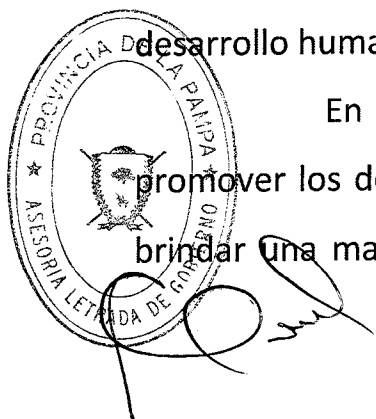 desarrollo huma
En
promover los de
brindar una ma
PROVINCIA DE LA PAMPA
ASESORIA LETRADA DE GOBIERNO